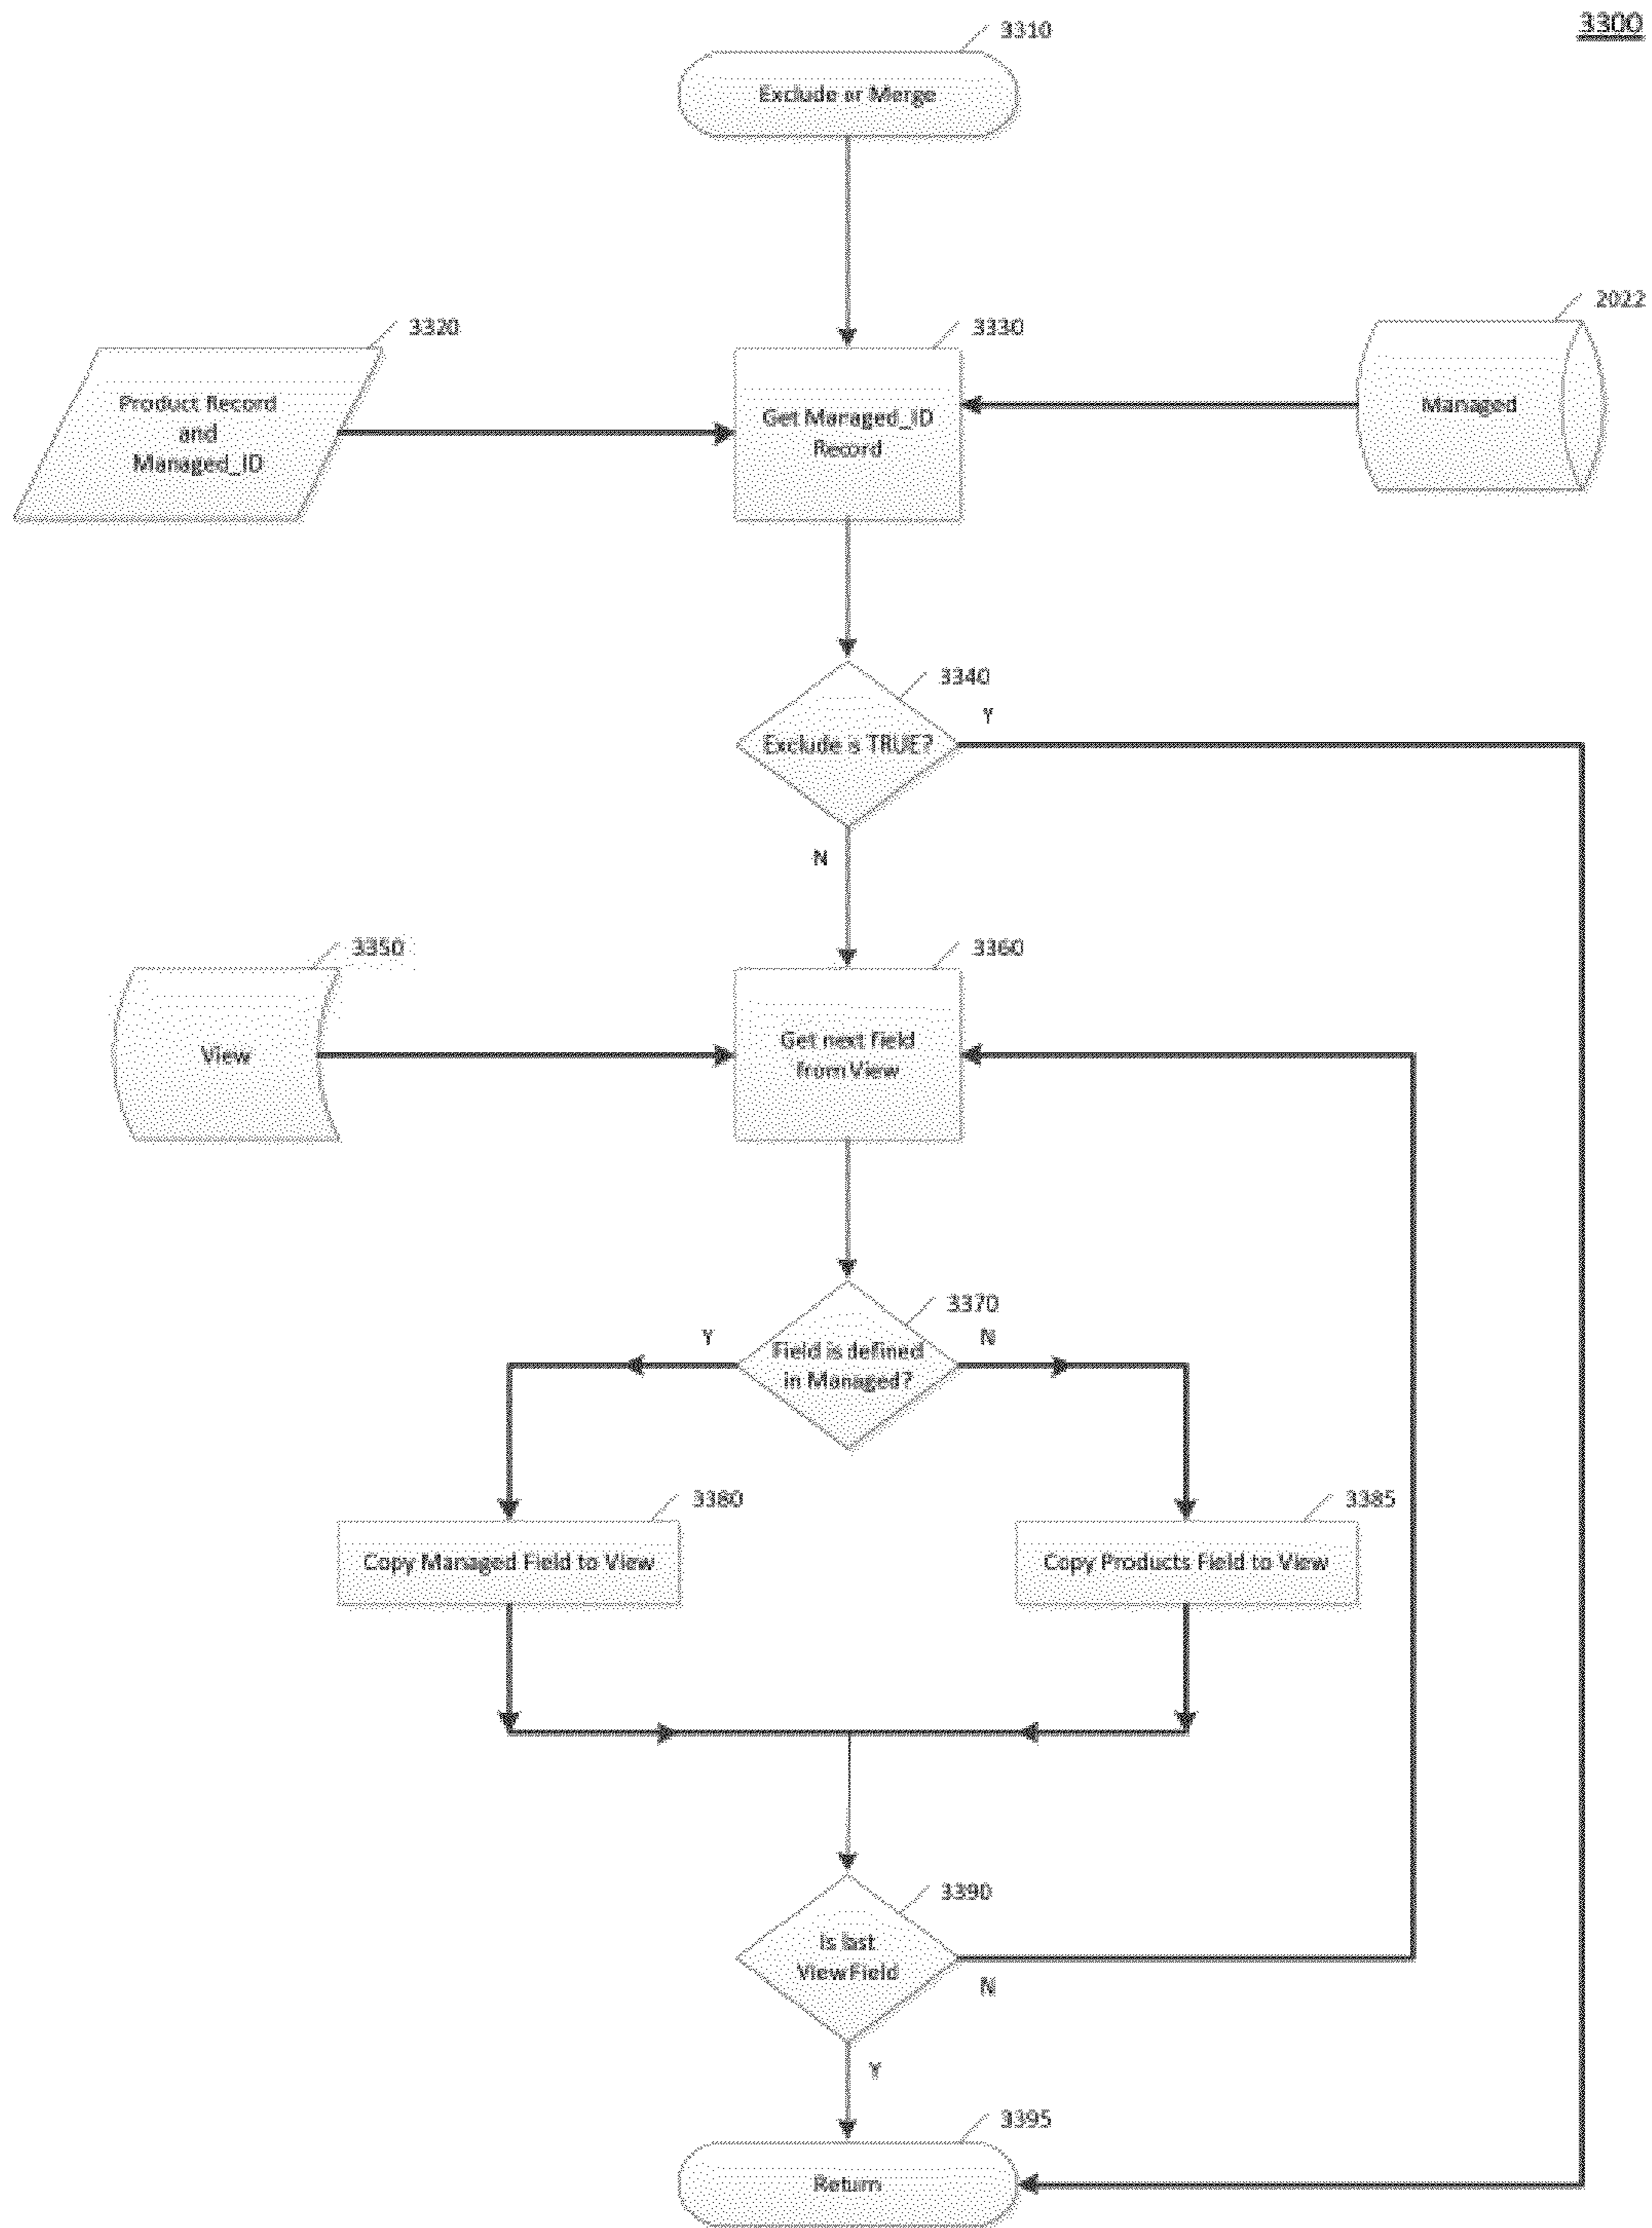 3300
3310
Exclude or Merge
3320
3330
2022
Product Record
and
Managed_ID
Get Managed_ID
Record
Managed
3340
Y
Exclude is TRUE?
N
3350
3360
View
Get next field
from View
3370
Y
N
Field is defined
in Managed?
3380
3385
Copy Managed Field to View
Copy Products Field to View
3390
Is last
View Field
N
Y
3395
Return